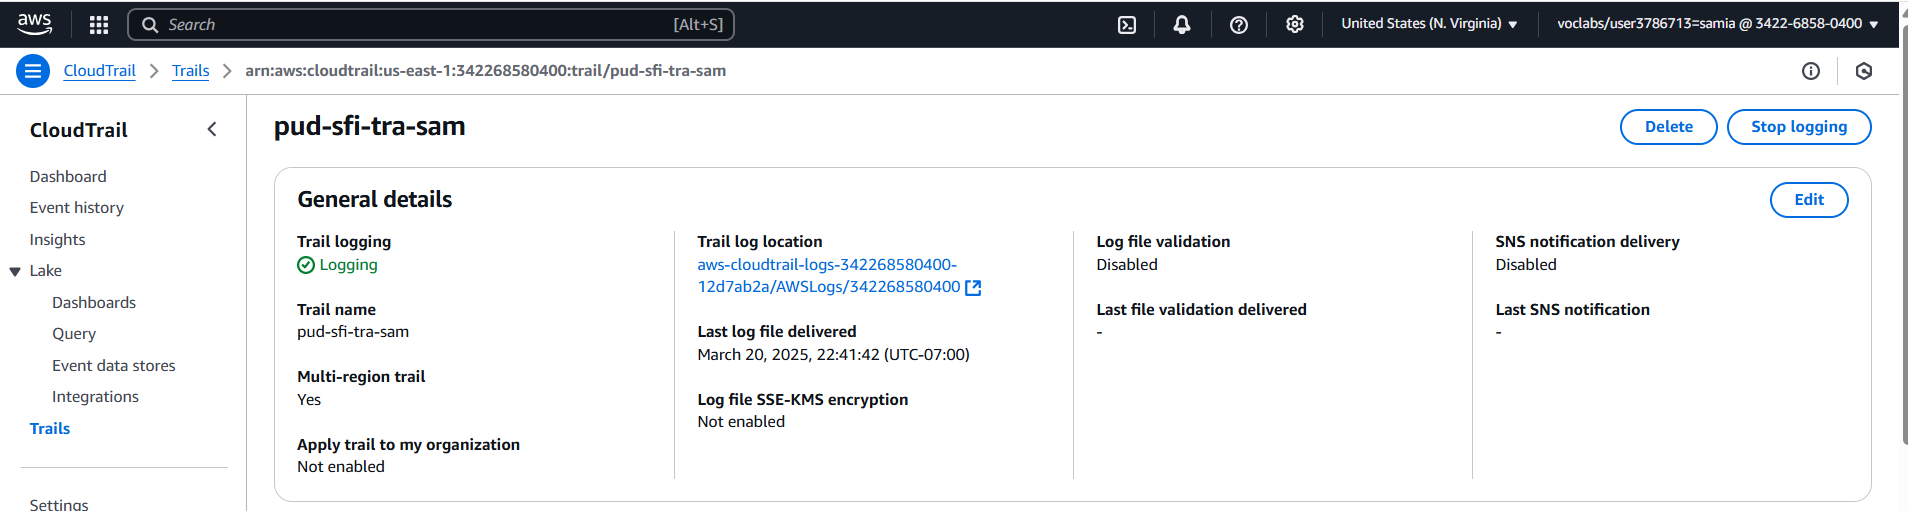 aws
Search
[Alt+S]
United States (N. Virginia)
voclabs/user3786713=samia @ 3422-6858-0400
CloudTrail
Trails
arn:aws:cloudtrail:us-east-1:342268580400:trail/pud-sfi-tra-sam
CloudTrail
Dashboard
Event history
Insights
Lake
Dashboards
Query
Event data stores
Integrations
Trails
Settings
pud-sfi-tra-sam
Delete
Stop logging
General details
Edit
Trail logging
Logging
Trail name
pud-sfi-tra-sam
Multi-region trail
Yes
Apply trail to my organization
Not enabled
Trail log location
aws-cloudtrail-logs-342268580400-
12d7ab2a/AWSLogs/342268580400
Last log file delivered
March 20, 2025, 22:41:42 (UTC-07:00)
Log file SSE-KMS encryption
Not enabled
Log file validation
Disabled
Last file validation delivered
-
SNS notification delivery
Disabled
Last SNS notification
-